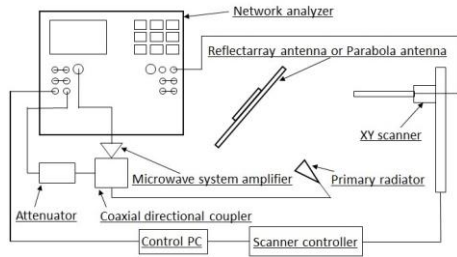 Network analyzer
Reflectarray antenna or Parabola antenna
XY scanner
Microwave system amplifier
Primary radiator
Attenuator
Coaxial directional coupler
Control PC
Scanner controller